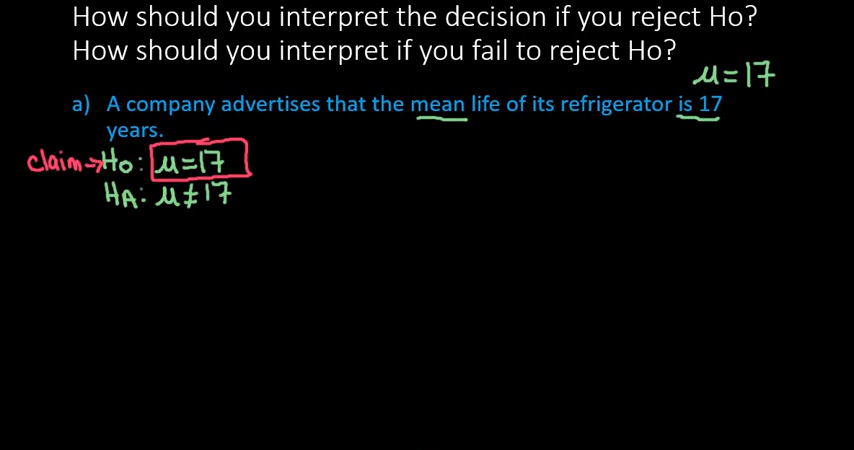 How should you interpret the decision if you reject Ho?
How should you interpret if you fail to reject Ho?
μ=17
a) A company advertises that the mean life of its refrigerator is 17
years.
claim→Ho: μ=17
HA: μ≠17